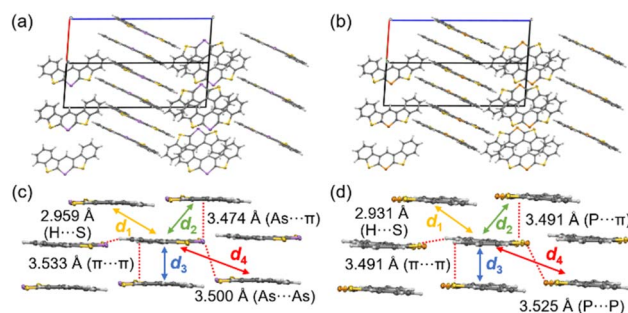 (a)
(b)
(c)
2.959 Å
(H···S)
d1
d2
3.474 Å (As···π)
3.533 Å (π···π)
d3
d4
3.500 Å (As···As)
(d)
2.931 Å
(H···S)
d1
d2
3.491 Å (P···π)
3.491 Å (π···π)
d3
d4
3.525 Å (P···P)